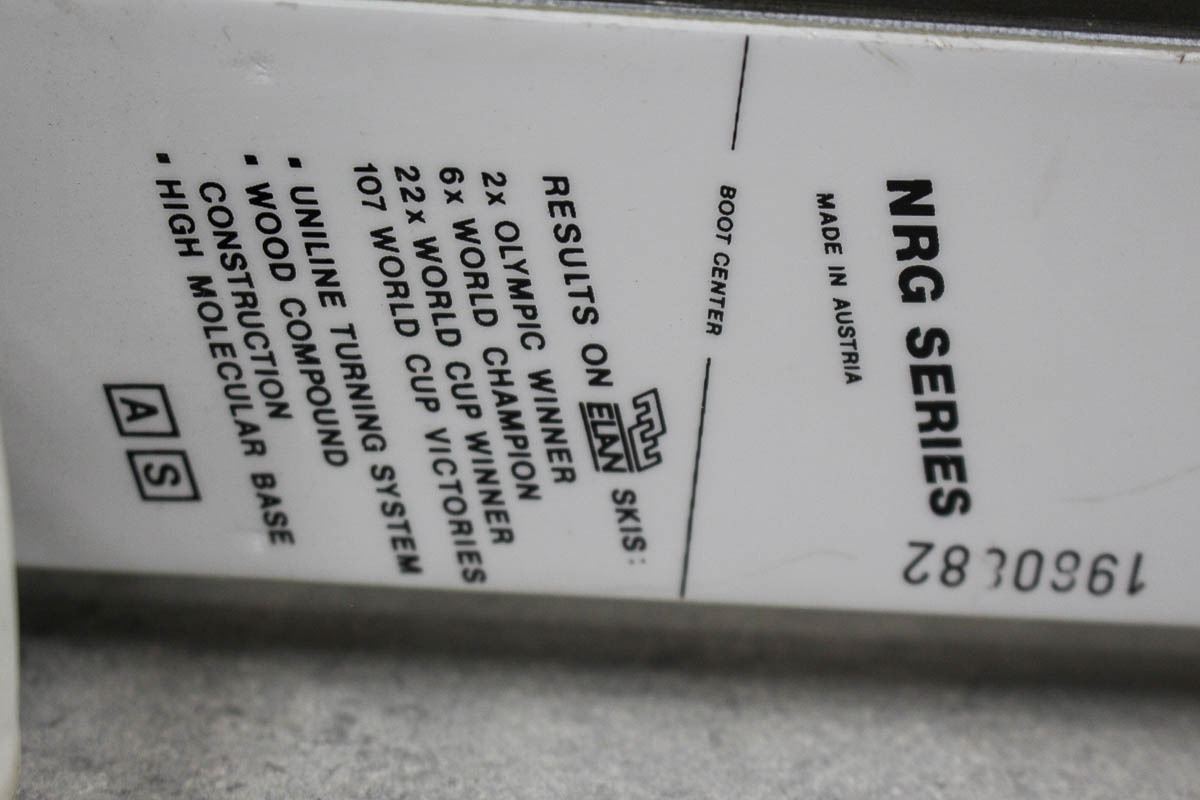 NRG SERIES
MADE IN AUSTRIA
BOOT CENTER
RESULTS ON ELAN SKIS:
2X OLYMPIC WINNER
6X WORLD CHAMPION
22X WORLD CUP WINNER
107 WORLD CUP VICTORIES
▪ UNILINE TURNING SYSTEM
▪ WOOD COMPOUND
CONSTRUCTION
▪ HIGH MOLECULAR BASE
A S